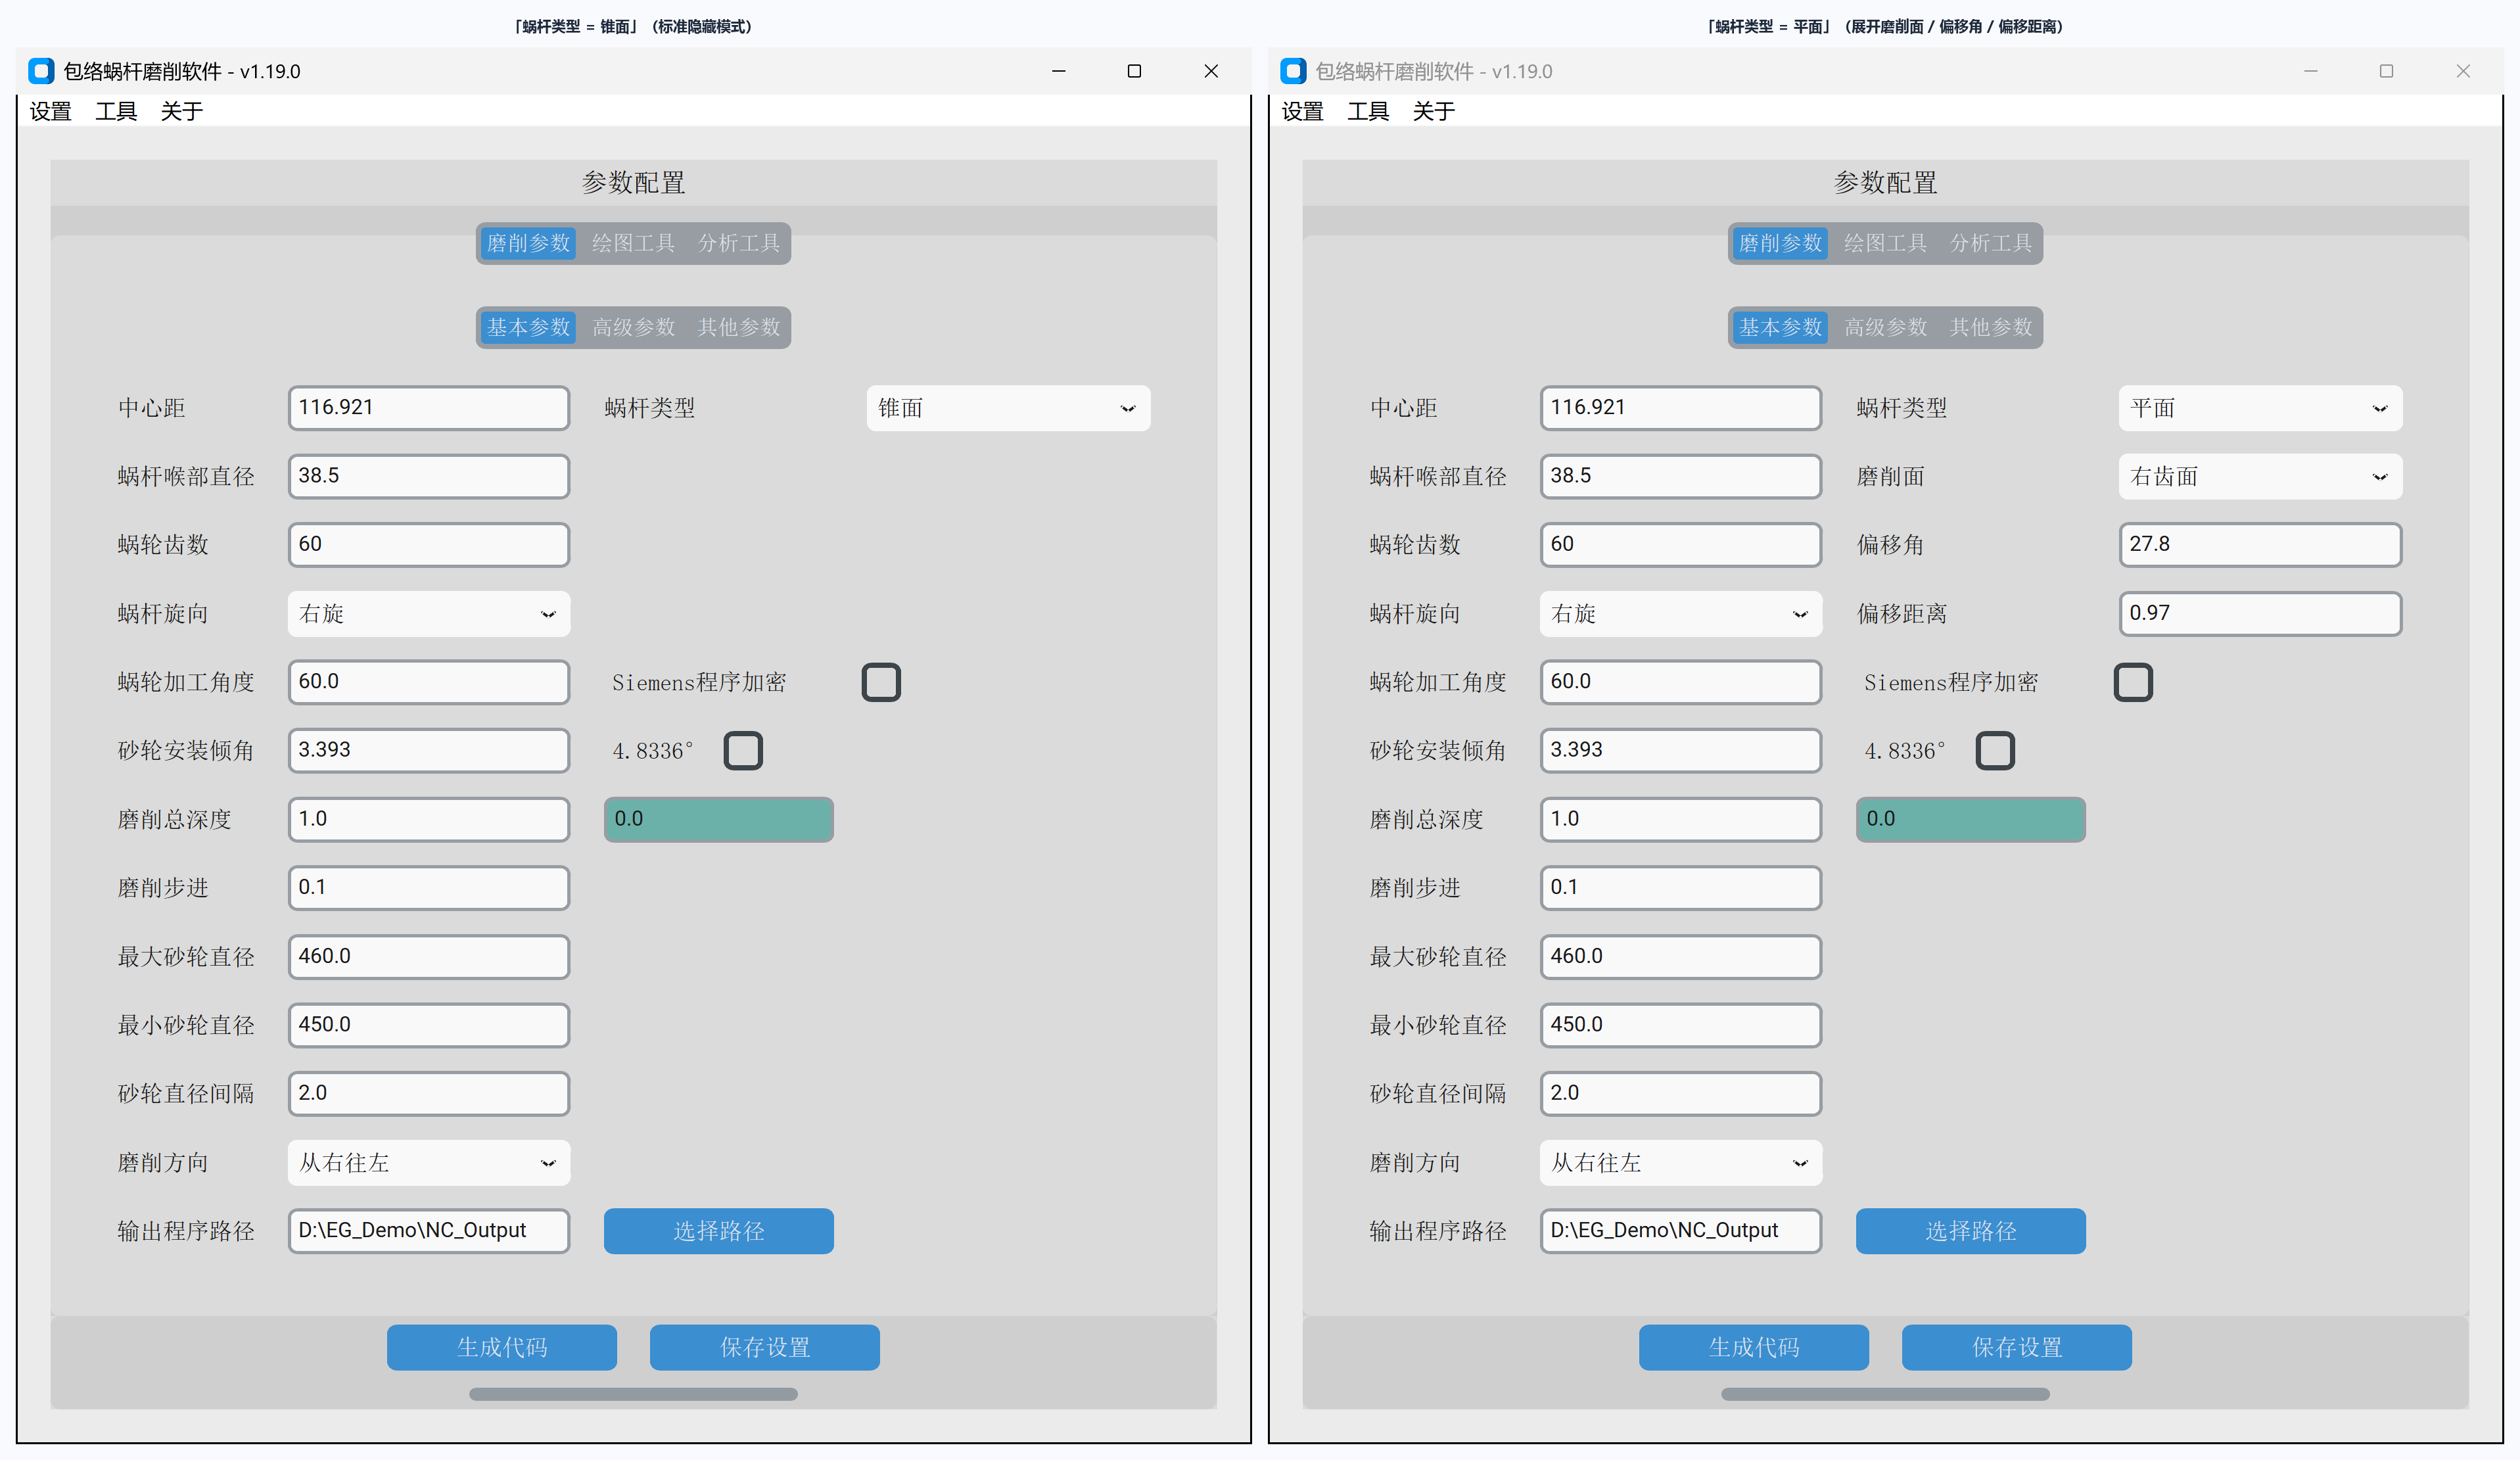 「蜗杆类型 = 锥面」（标准隐藏模式）
包络蜗杆磨削软件 - v1.19.0
设置 工具 关于
参数配置
磨削参数 绘图工具 分析工具
基本参数 高级参数 其他参数
中心距 116.921 蜗杆类型 锥面
蜗杆喉部直径 38.5
蜗轮齿数 60
蜗杆旋向 右旋
蜗轮加工角度 60.0 Siemens程序加密
砂轮安装倾角 3.393 4.8336°
磨削总深度 1.0 0.0
磨削步进 0.1
最大砂轮直径 460.0
最小砂轮直径 450.0
砂轮直径间隔 2.0
磨削方向 从右往左
输出程序路径 D:\EG_Demo\NC_Output 选择路径
生成代码 保存设置
「蜗杆类型 = 平面」（展开磨削面 / 偏移角 / 偏移距离）
包络蜗杆磨削软件 - v1.19.0
设置 工具 关于
参数配置
磨削参数 绘图工具 分析工具
基本参数 高级参数 其他参数
中心距 116.921 蜗杆类型 平面
蜗杆喉部直径 38.5 磨削面 右齿面
蜗轮齿数 60 偏移角 27.8
蜗杆旋向 右旋 偏移距离 0.97
蜗轮加工角度 60.0 Siemens程序加密
砂轮安装倾角 3.393 4.8336°
磨削总深度 1.0 0.0
磨削步进 0.1
最大砂轮直径 460.0
最小砂轮直径 450.0
砂轮直径间隔 2.0
磨削方向 从右往左
输出程序路径 D:\EG_Demo\NC_Output 选择路径
生成代码 保存设置